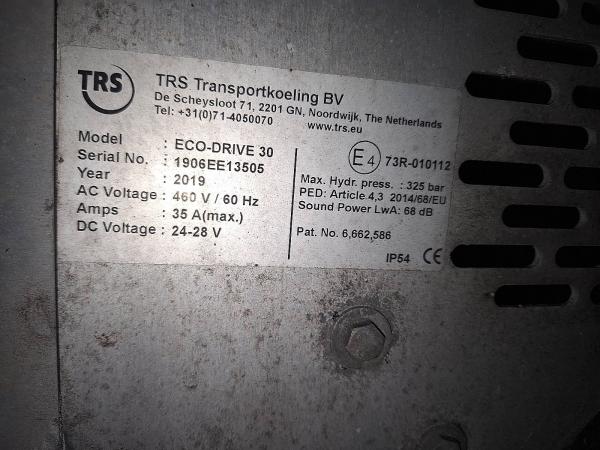 TRS
TRS Transportkoeling BV
De Scheysloot 71, 2201 GN, Noordwijk, The Netherlands
Tel: +31(0)71-4050070 www.trs.eu
Model : ECO-DRIVE 30
Serial No. : 1906EE13505
Year : 2019
AC Voltage : 460 V / 60 Hz
Amps : 35 A(max.)
DC Voltage : 24-28 V
E4 73R-010112
Max. Hydr. press. : 325 bar
PED: Article 4,3 2014/68/EU
Sound Power LwA: 68 dB
Pat. No. 6,662,586
IP54 CE